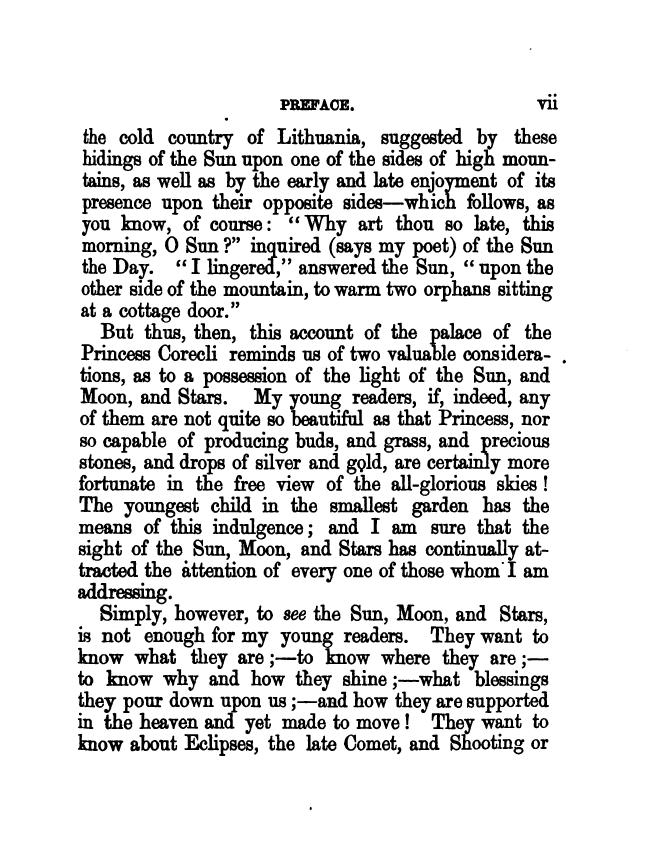 PREFACE. vii
the cold country of Lithuania, suggested by these
hidings of the Sun upon one of the sides of high moun-
tains, as well as by the early and late enjoyment of its
presence upon their opposite sides—which follows, as
you know, of course: "Why art thou so late, this
morning, O Sun?" inquired (says my poet) of the Sun
the Day. "I lingered," answered the Sun, "upon the
other side of the mountain, to warm two orphans sitting
at a cottage door."
But thus, then, this account of the palace of the
Princess Corecli reminds us of two valuable considera-
tions, as to a possession of the light of the Sun, and
Moon, and Stars. My young readers, if, indeed, any
of them are not quite so beautiful as that Princess, nor
so capable of producing buds, and grass, and precious
stones, and drops of silver and gold, are certainly more
fortunate in the free view of the all-glorious skies!
The youngest child in the smallest garden has the
means of this indulgence; and I am sure that the
sight of the Sun, Moon, and Stars has continually at-
tracted the attention of every one of those whom I am
addressing.
Simply, however, to see the Sun, Moon, and Stars,
is not enough for my young readers. They want to
know what they are;—to know where they are;—
to know why and how they shine;—what blessings
they pour down upon us;—and how they are supported
in the heaven and yet made to move! They want to
know about Eclipses, the late Comet, and Shooting or